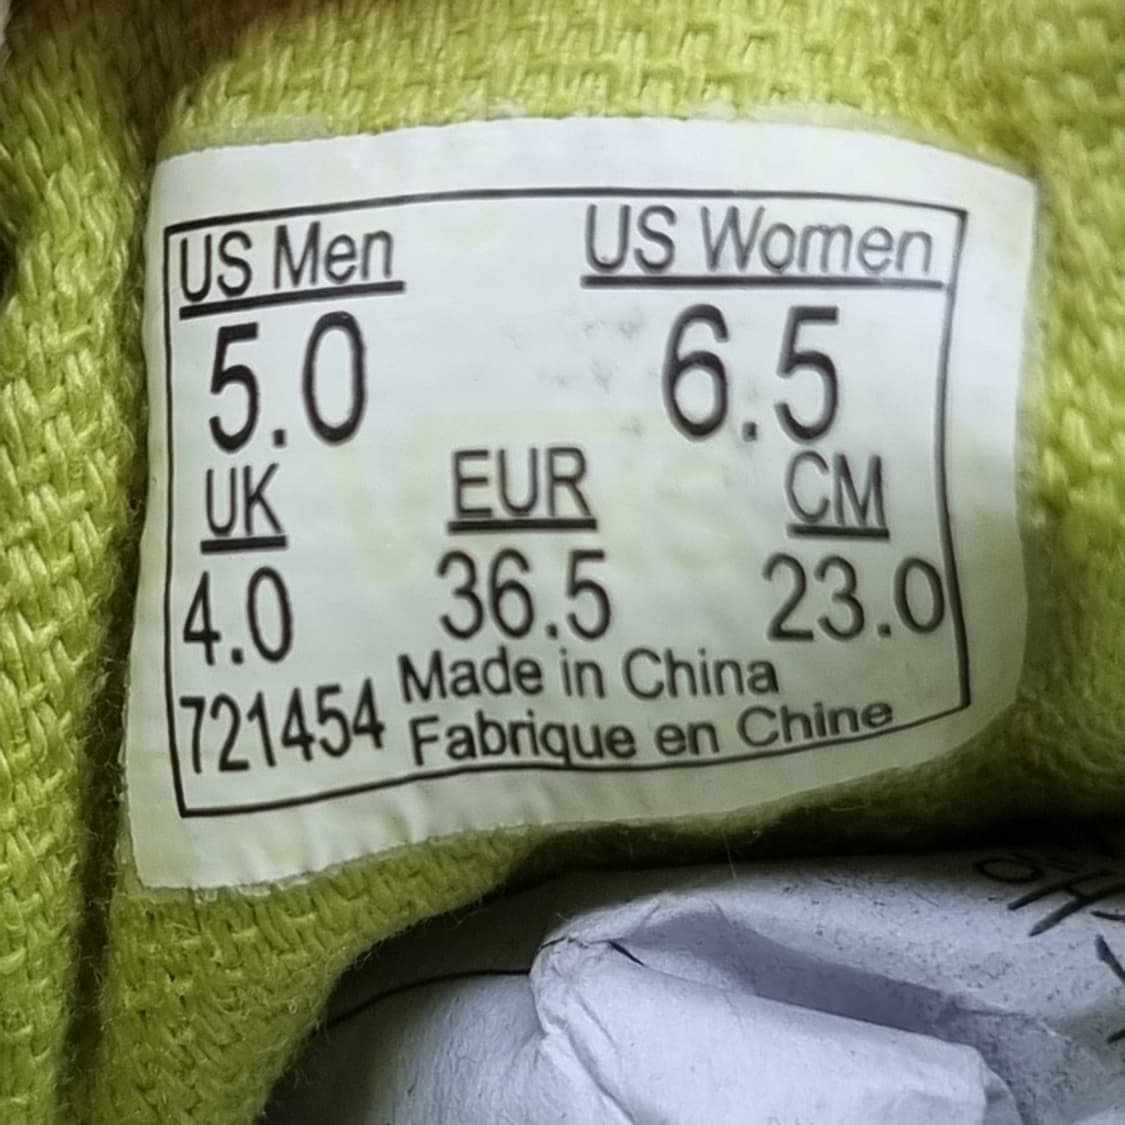 US Men US Women
5.0 6.5
UK EUR CM
4.0 36.5 23.0
721454 Made in China
Fabrique en Chine